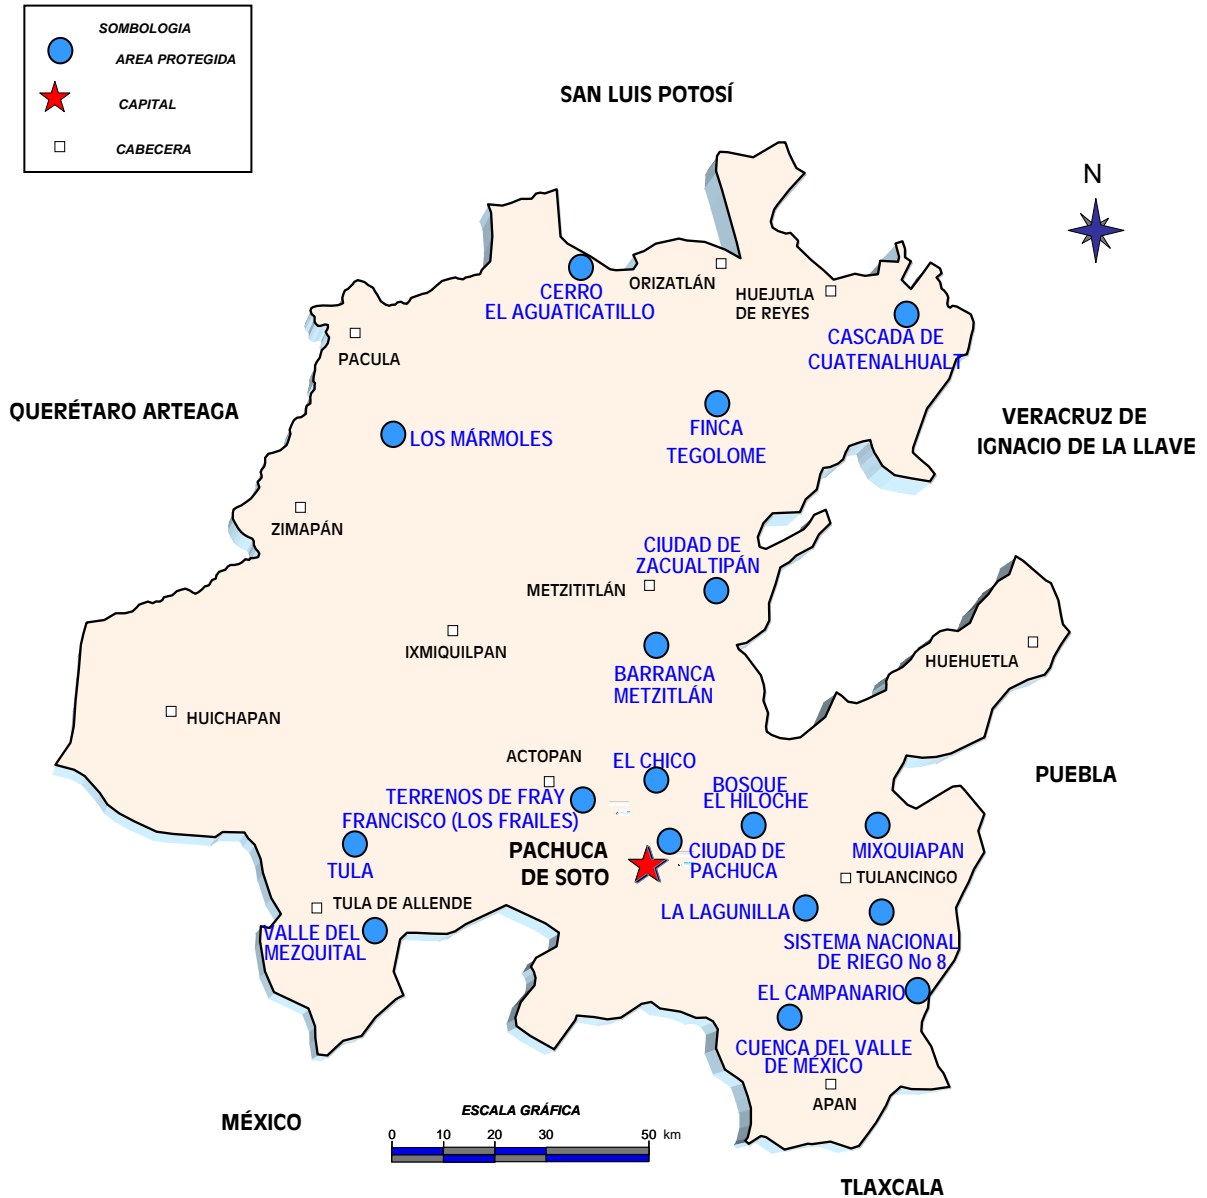 SOMBOLOGIA
AREA PROTEGIDA
CAPITAL
CABECERA
SAN LUIS POTOSÍ
N
ORIZATLÁN
CERRO
EL AGUATICATILLO
HUEJUTLA
DE REYES
CASCADA DE
CUATENALHUALT
PACULA
QUERÉTARO ARTEAGA
VERACRUZ DE
IGNACIO DE LA LLAVE
LOS MÁRMOLES
FINCA
TEGOLOME
ZIMAPÁN
CIUDAD DE
ZACUALTIPÁN
METZITITLÁN
IXMIQUILPAN
HUEHUETLA
BARRANCA
METZITLÁN
HUICHAPAN
ACTOPAN
EL CHICO
PUEBLA
BOSQUE
EL HILOCHE
TERRENOS DE FRAY
FRANCISCO (LOS FRAILES)
PACHUCA
DE SOTO
CIUDAD DE
PACHUCA
MIXQUIAPAN
TULA
TULANCINGO
TULA DE ALLENDE
LA LAGUNILLA
VALLE DEL
MEZQUITAL
SISTEMA NACIONAL
DE RIEGO No 8
EL CAMPANARIO
CUENCA DEL VALLE
DE MÉXICO
APAN
MÉXICO
ESCALA GRÁFICA
0 10 20 30 50 km
TLAXCALA